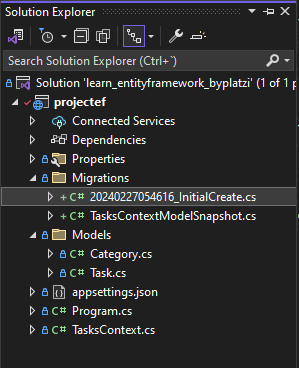 Solution Explorer
Search Solution Explorer (Ctrl+`)
Solution 'learn_entityframework_byplatzi' (1 of 1 p
projectef
Connected Services
Dependencies
Properties
Migrations
+ C# 20240227054616_InitialCreate.cs
+ C# TasksContextModelSnapshot.cs
Models
C# Category.cs
C# Task.cs
appsettings.json
C# Program.cs
C# TasksContext.cs